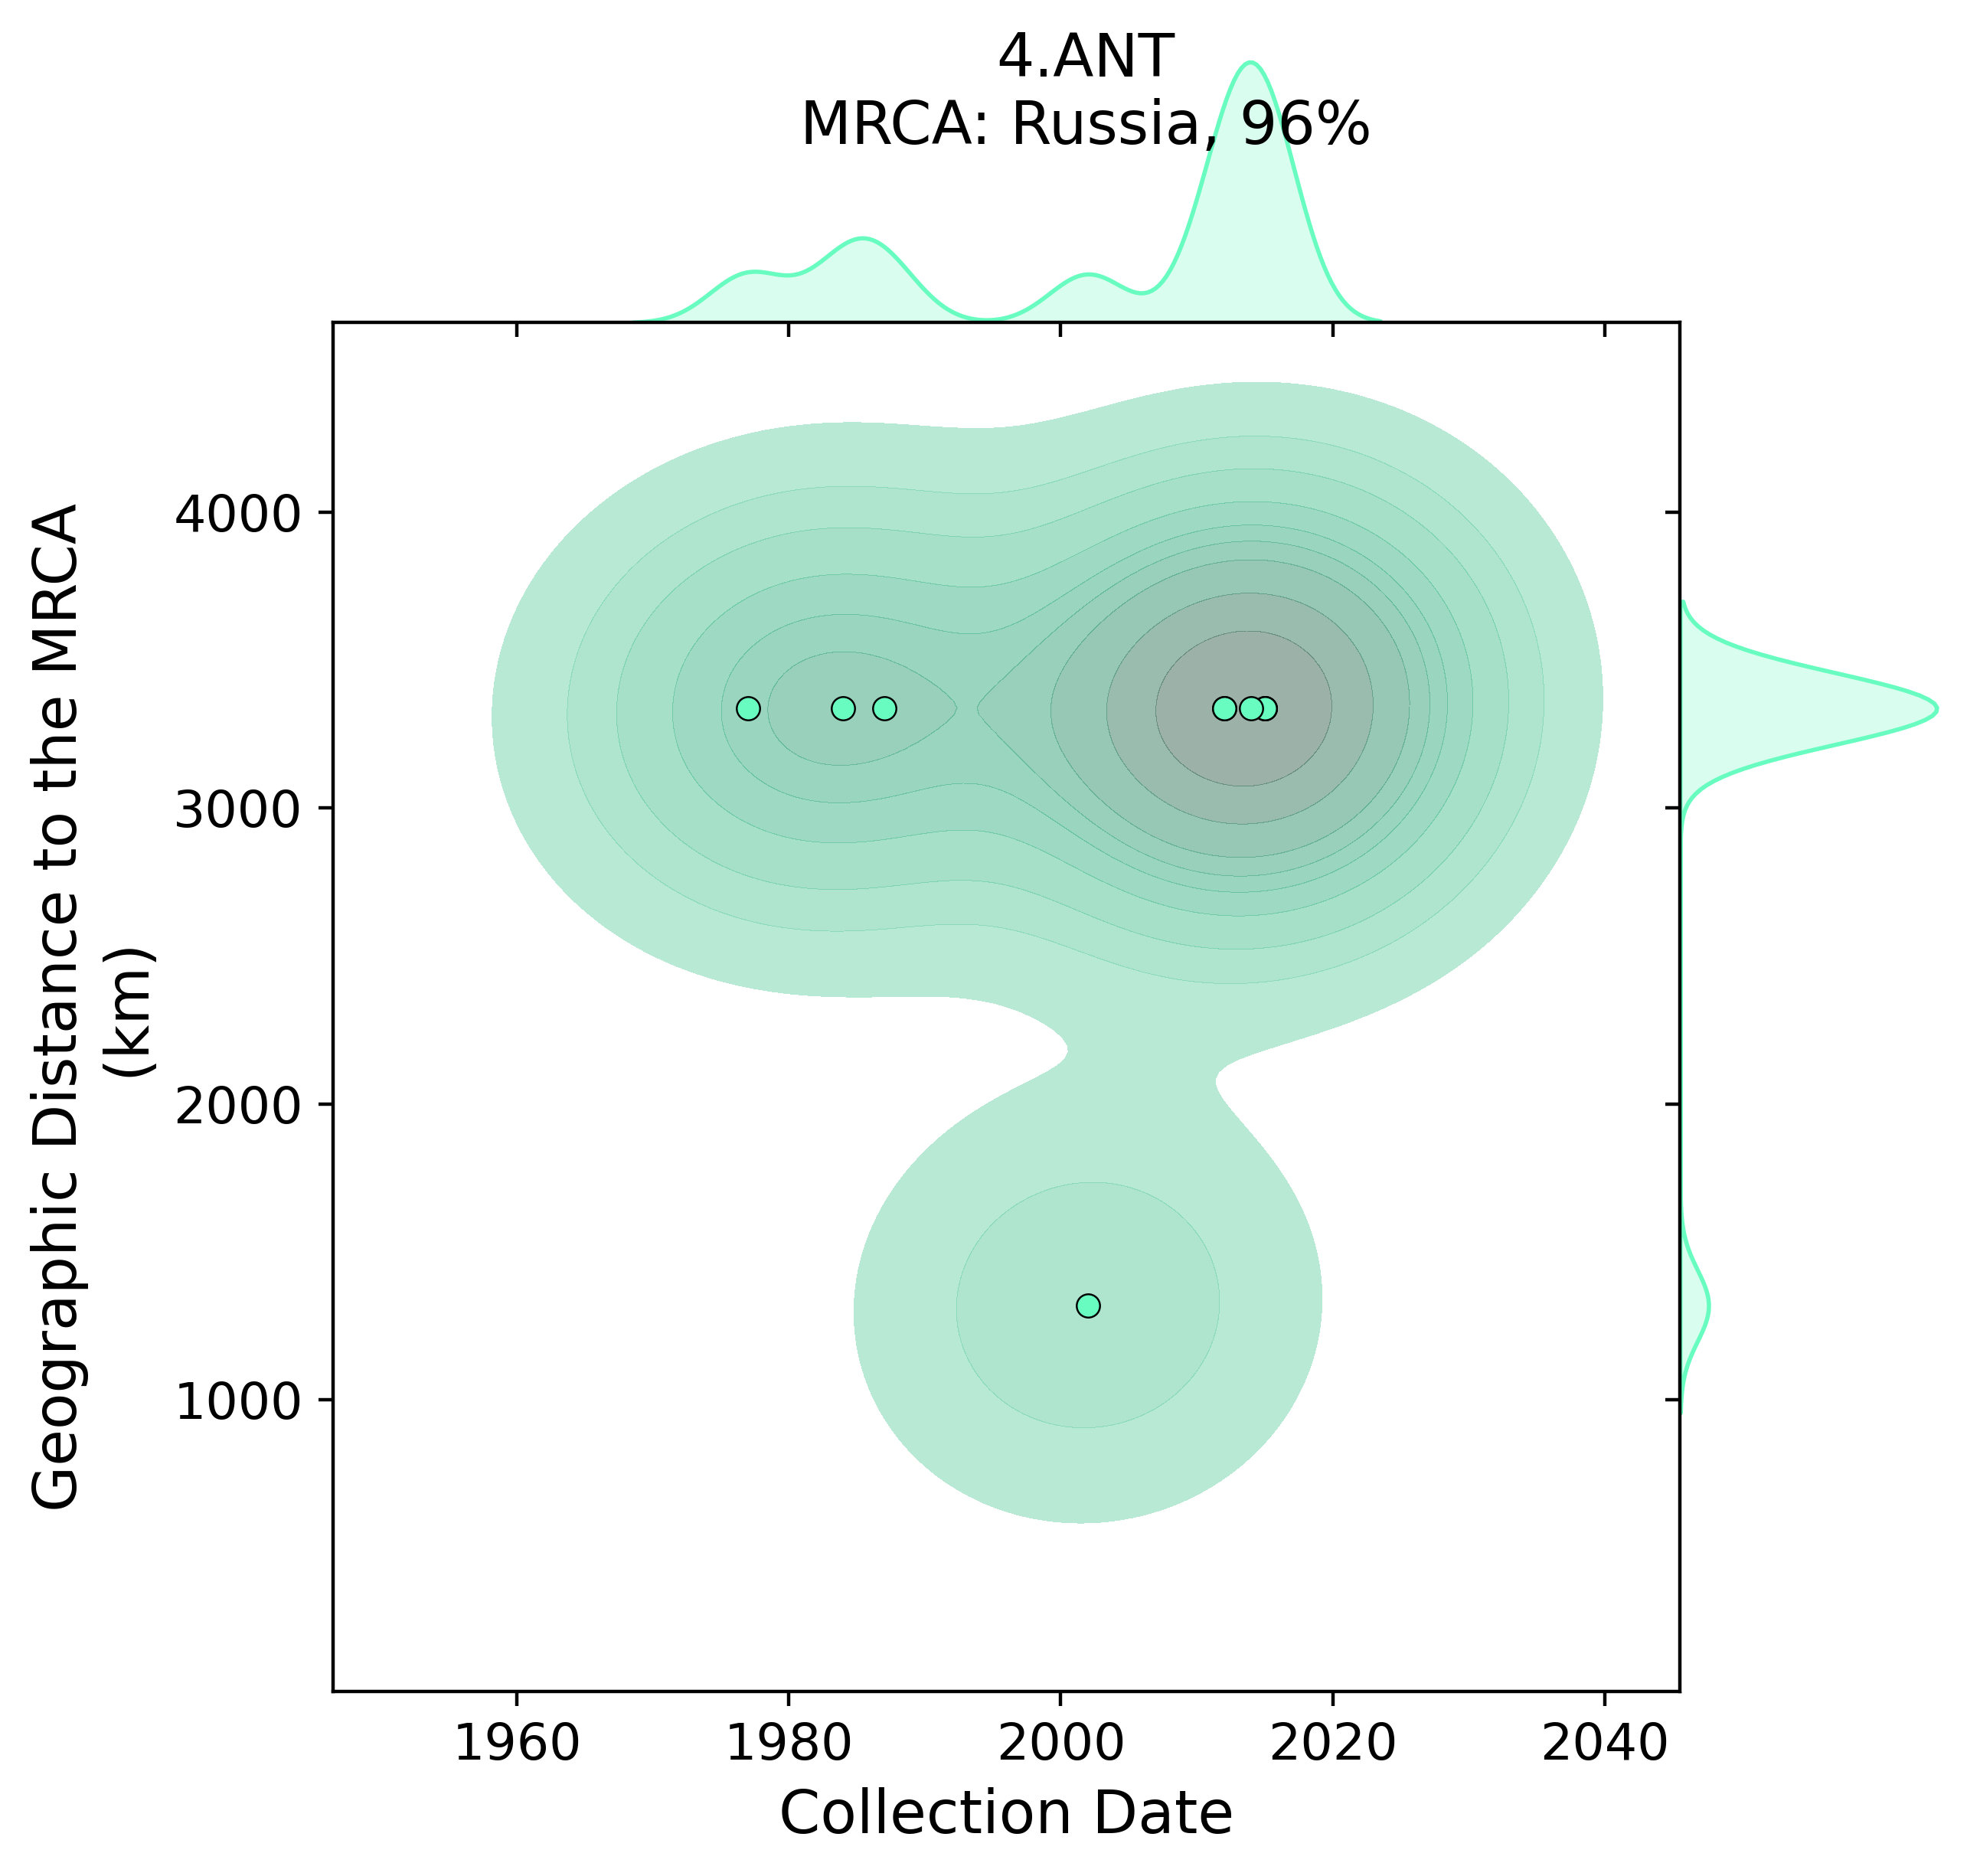 4.ANT
MRCA: Russia, 96%
Geographic Distance to the MRCA
(km)
4000
3000
2000
1000
1960 1980 2000 2020 2040
Collection Date